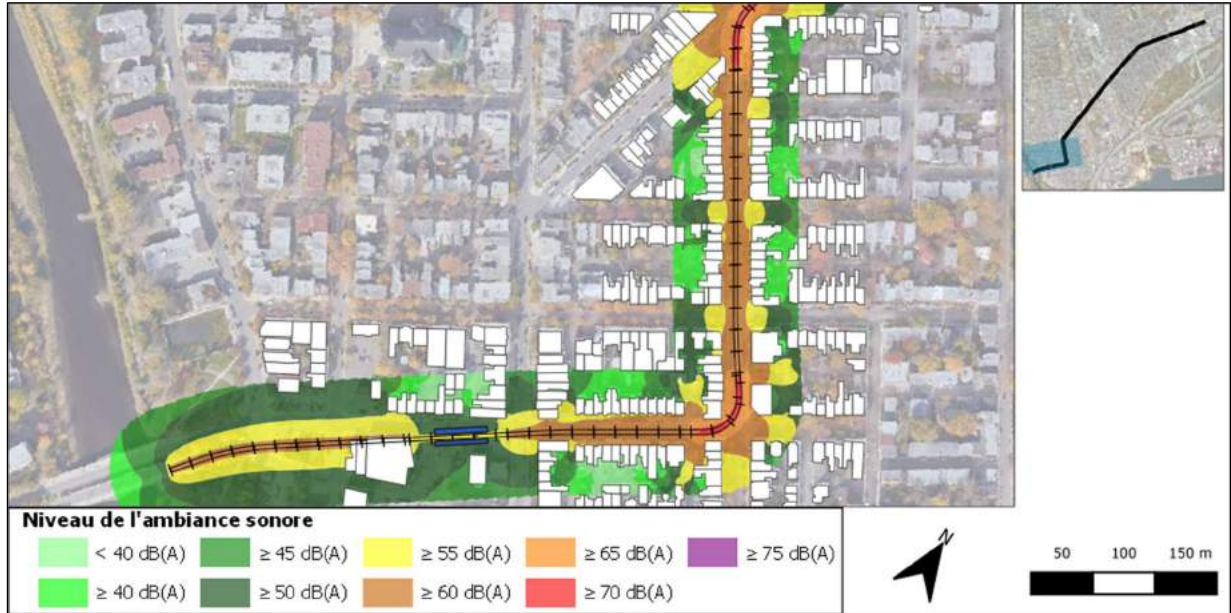 Niveau de l'ambiance sonore
< 40 dB(A)
≥ 45 dB(A)
≥ 55 dB(A)
≥ 65 dB(A)
≥ 75 dB(A)
≥ 40 dB(A)
≥ 50 dB(A)
≥ 60 dB(A)
≥ 70 dB(A)
N
50 100 150 m